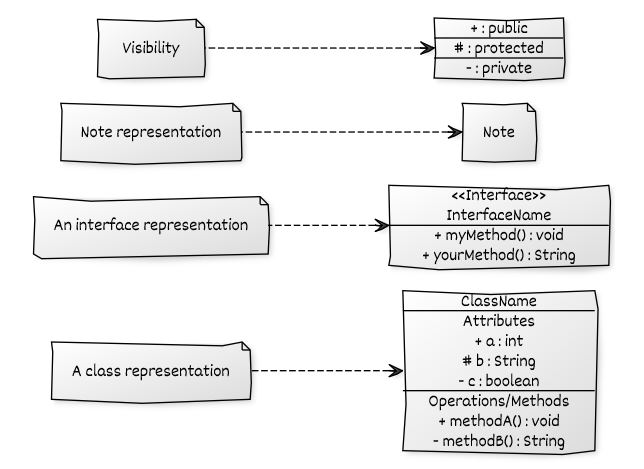 Visibility
+ : public
# : protected
- : private
Note representation
Note
An interface representation
<<Interface>>
InterfaceName
+ myMethod() : void
+ yourMethod() : String
A class representation
ClassName
Attributes
+ a : int
# b : String
- c : boolean
Operations/Methods
+ methodA() : void
- methodB() : String